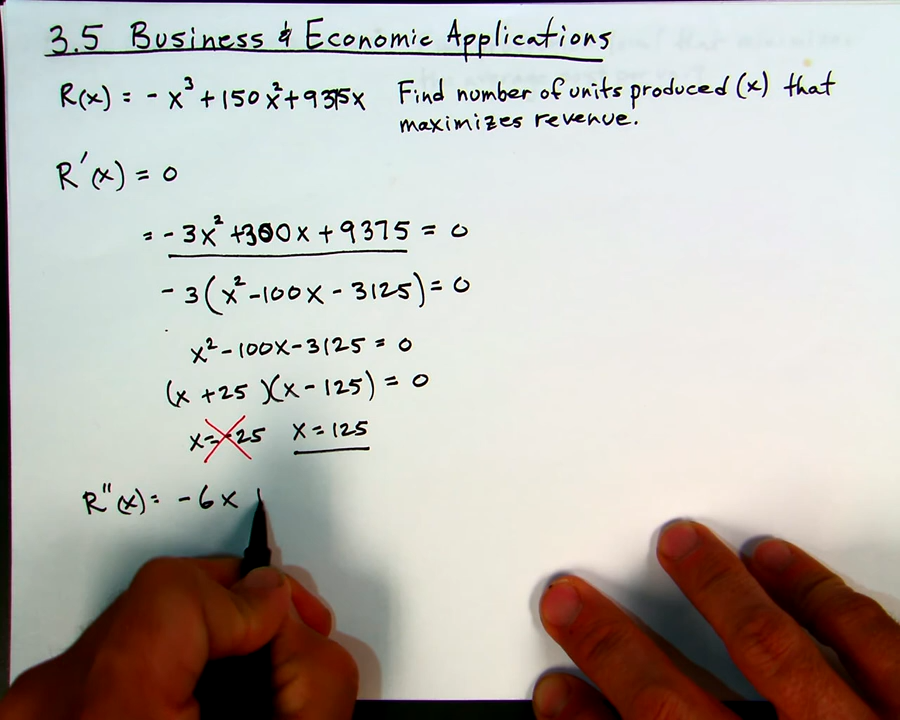 3.5 Business & Economic Applications
R(x) = -x³+150x²+9375x Find number of units produced (x) that
maximizes revenue.
R′(x) = 0
= -3x²+300x+9375 = 0
-3(x²-100x-3125)=0
x²-100x-3125=0
(x+25)(x-125)=0
x=-25 x=125
R″(x)= -6x